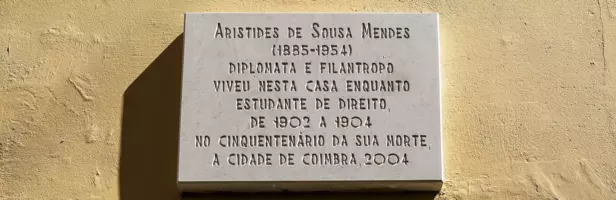 Aristides de Sousa Mendes
(1885-1954)
diplomata e filantropo
viveu nesta casa enquanto
estudante de direito,
de 1902 a 1904
no cinquentenário da sua morte,
a cidade de Coimbra, 2004